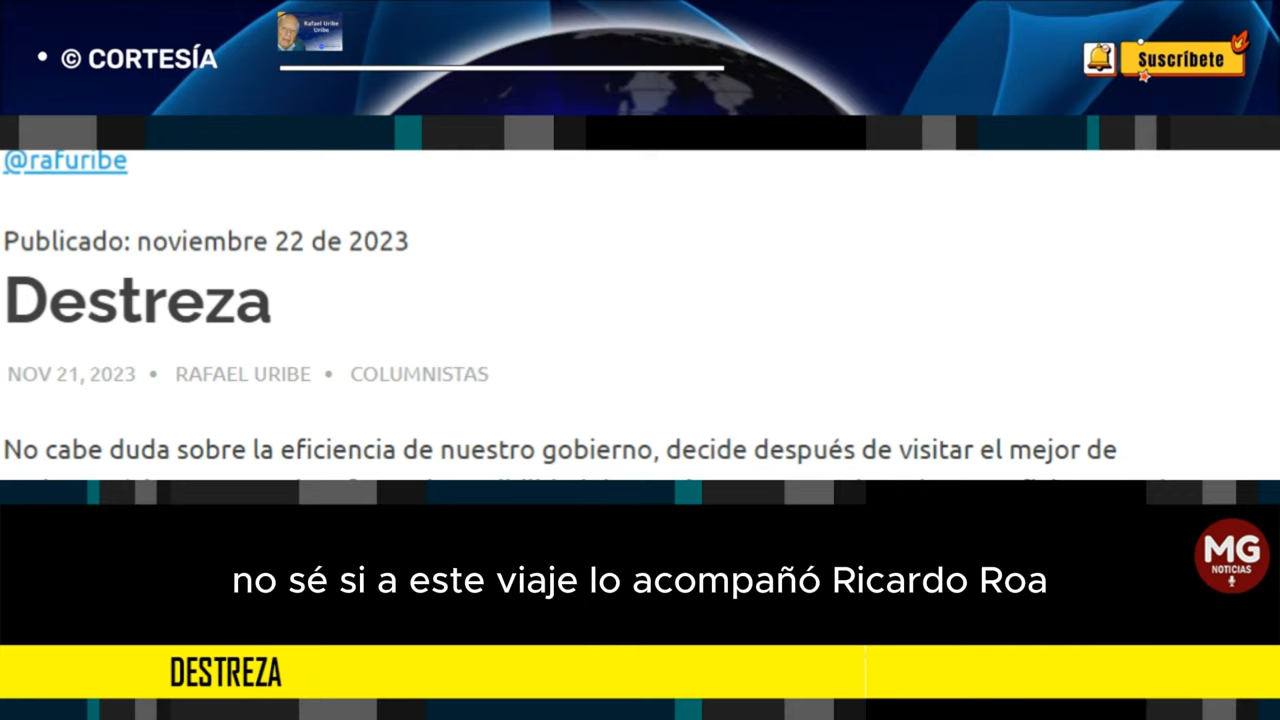 • © CORTESÍA
Rafael Uribe
Uribe
Suscríbete
@rafuribe
Publicado: noviembre 22 de 2023
Destreza
NOV 21, 2023 • RAFAEL URIBE • COLUMNISTAS
No cabe duda sobre la eficiencia de nuestro gobierno, decide después de visitar el mejor de
MG
NOTICIAS
no sé si a este viaje lo acompañó Ricardo Roa
DESTREZA